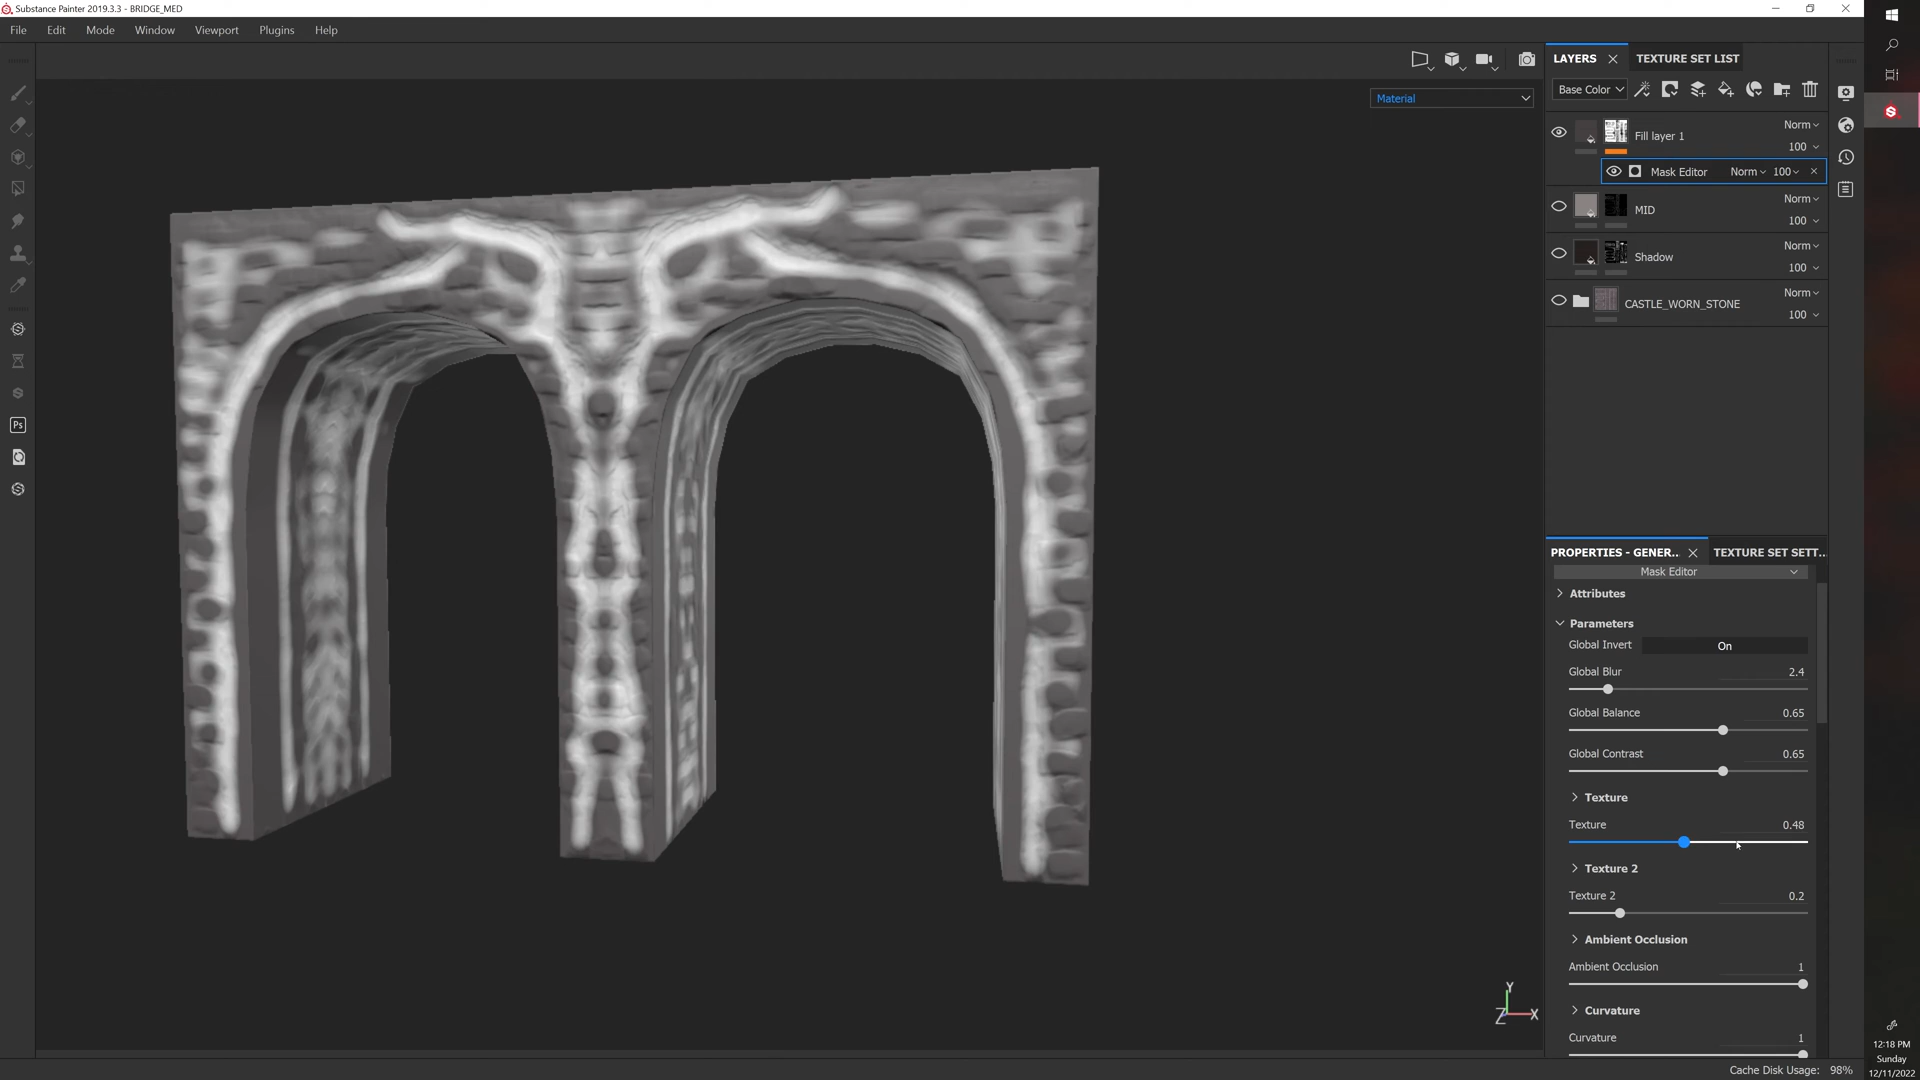 Substance Painter 2019.3.3 - BRIDGE_MED
File Edit Mode Window Viewport Plugins Help
LAYERS TEXTURE SET LIST
Base Color
Material
Fill layer 1 Norm
100
Mask Editor Norm 100
MID Norm
100
Shadow Norm
100
CASTLE_WORN_STONE Norm
100
Ps
PROPERTIES - GENER... TEXTURE SET SETT...
Mask Editor
Attributes
Parameters
Global Invert On
Global Blur 2.4
Global Balance 0.65
Global Contrast 0.65
Texture
Texture 0.48
Texture 2
Texture 2 0.2
Ambient Occlusion
Ambient Occlusion 1
Curvature
Curvature 1
Y
Z X
Cache Disk Usage: 98%
12:18 PM
Sunday
12/11/2022